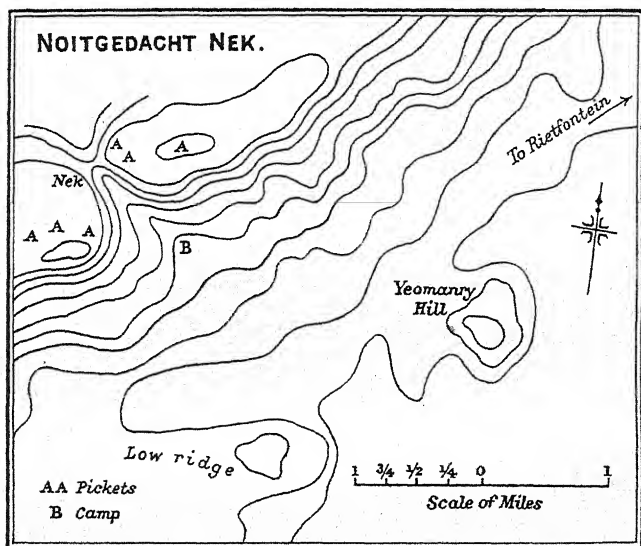 NOITGEDACHT NEK.
To Rietfontein
A
A A
Nek
A A A
B
Yeomanry
Hill
Low ridge
AA Pickets
B Camp
1 3/4 1/2 1/4 0 1
Scale of Miles